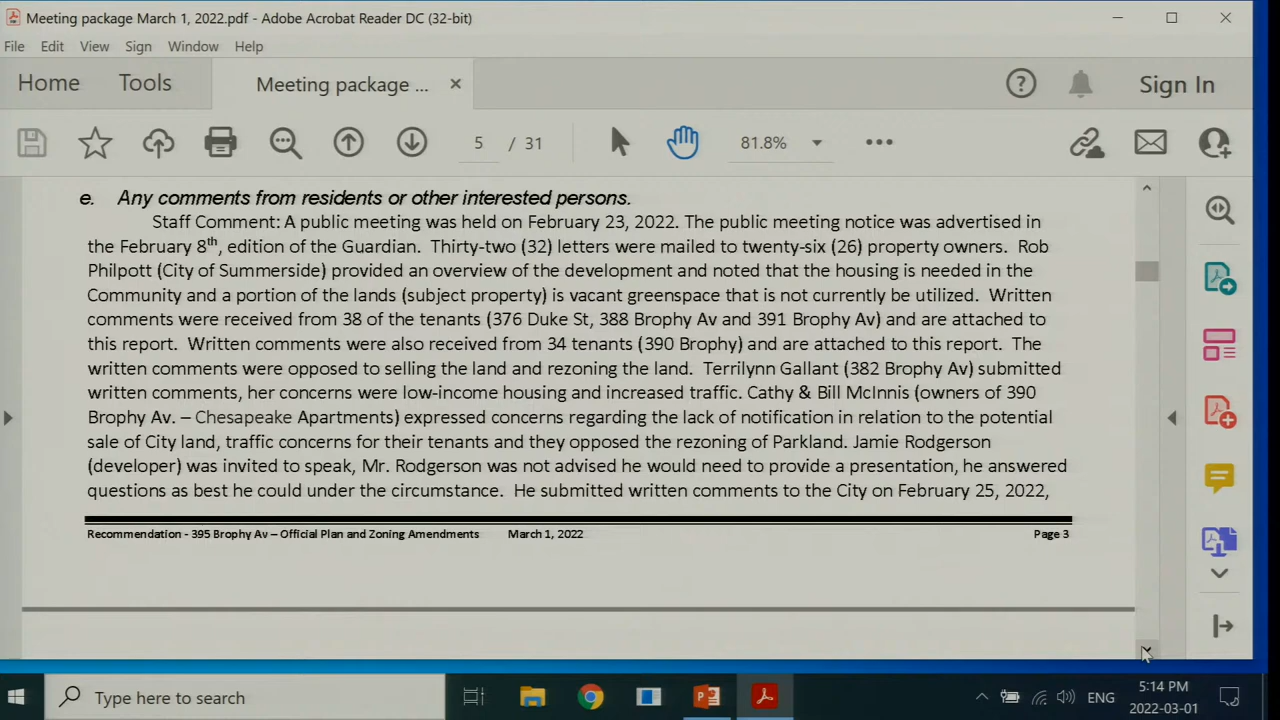 Meeting package March 1, 2022.pdf - Adobe Acrobat Reader DC (32-bit)
File Edit View Sign Window Help
Home Tools Meeting package ... Sign In
5 / 31 81.8%
e. Any comments from residents or other interested persons.
Staff Comment: A public meeting was held on February 23, 2022. The public meeting notice was advertised in
the February 8th, edition of the Guardian. Thirty-two (32) letters were mailed to twenty-six (26) property owners. Rob
Philpott (City of Summerside) provided an overview of the development and noted that the housing is needed in the
Community and a portion of the lands (subject property) is vacant greenspace that is not currently be utilized. Written
comments were received from 38 of the tenants (376 Duke St, 388 Brophy Av and 391 Brophy Av) and are attached to
this report. Written comments were also received from 34 tenants (390 Brophy) and are attached to this report. The
written comments were opposed to selling the land and rezoning the land. Terrilynn Gallant (382 Brophy Av) submitted
written comments, her concerns were low-income housing and increased traffic. Cathy & Bill McInnis (owners of 390
Brophy Av. – Chesapeake Apartments) expressed concerns regarding the lack of notification in relation to the potential
sale of City land, traffic concerns for their tenants and they opposed the rezoning of Parkland. Jamie Rodgerson
(developer) was invited to speak, Mr. Rodgerson was not advised he would need to provide a presentation, he answered
questions as best he could under the circumstance. He submitted written comments to the City on February 25, 2022,
Recommendation - 395 Brophy Av – Official Plan and Zoning Amendments March 1, 2022 Page 3
Type here to search ENG 5:14 PM
2022-03-01